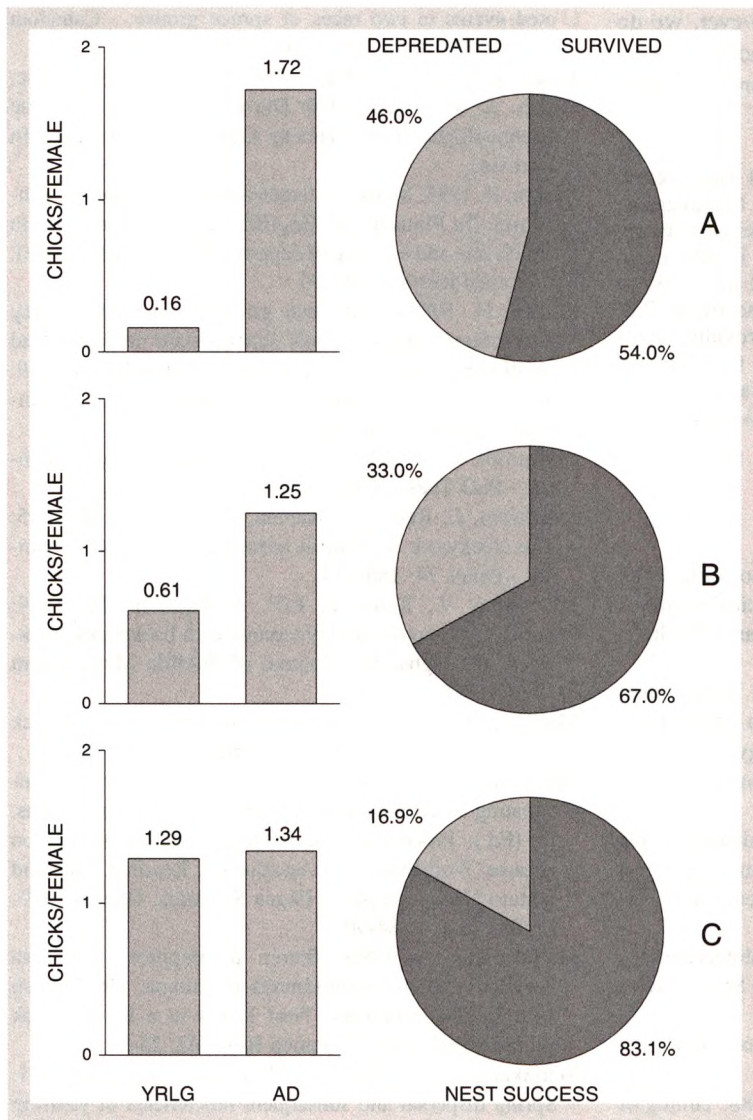 DEPREDATED SURVIVED
2
1
0
CHICKS/FEMALE
0.16
1.72
46.0%
54.0%
A
2
1
0
CHICKS/FEMALE
0.61
1.25
33.0%
67.0%
B
2
1
0
CHICKS/FEMALE
1.29
1.34
16.9%
83.1%
C
YRLG AD NEST SUCCESS